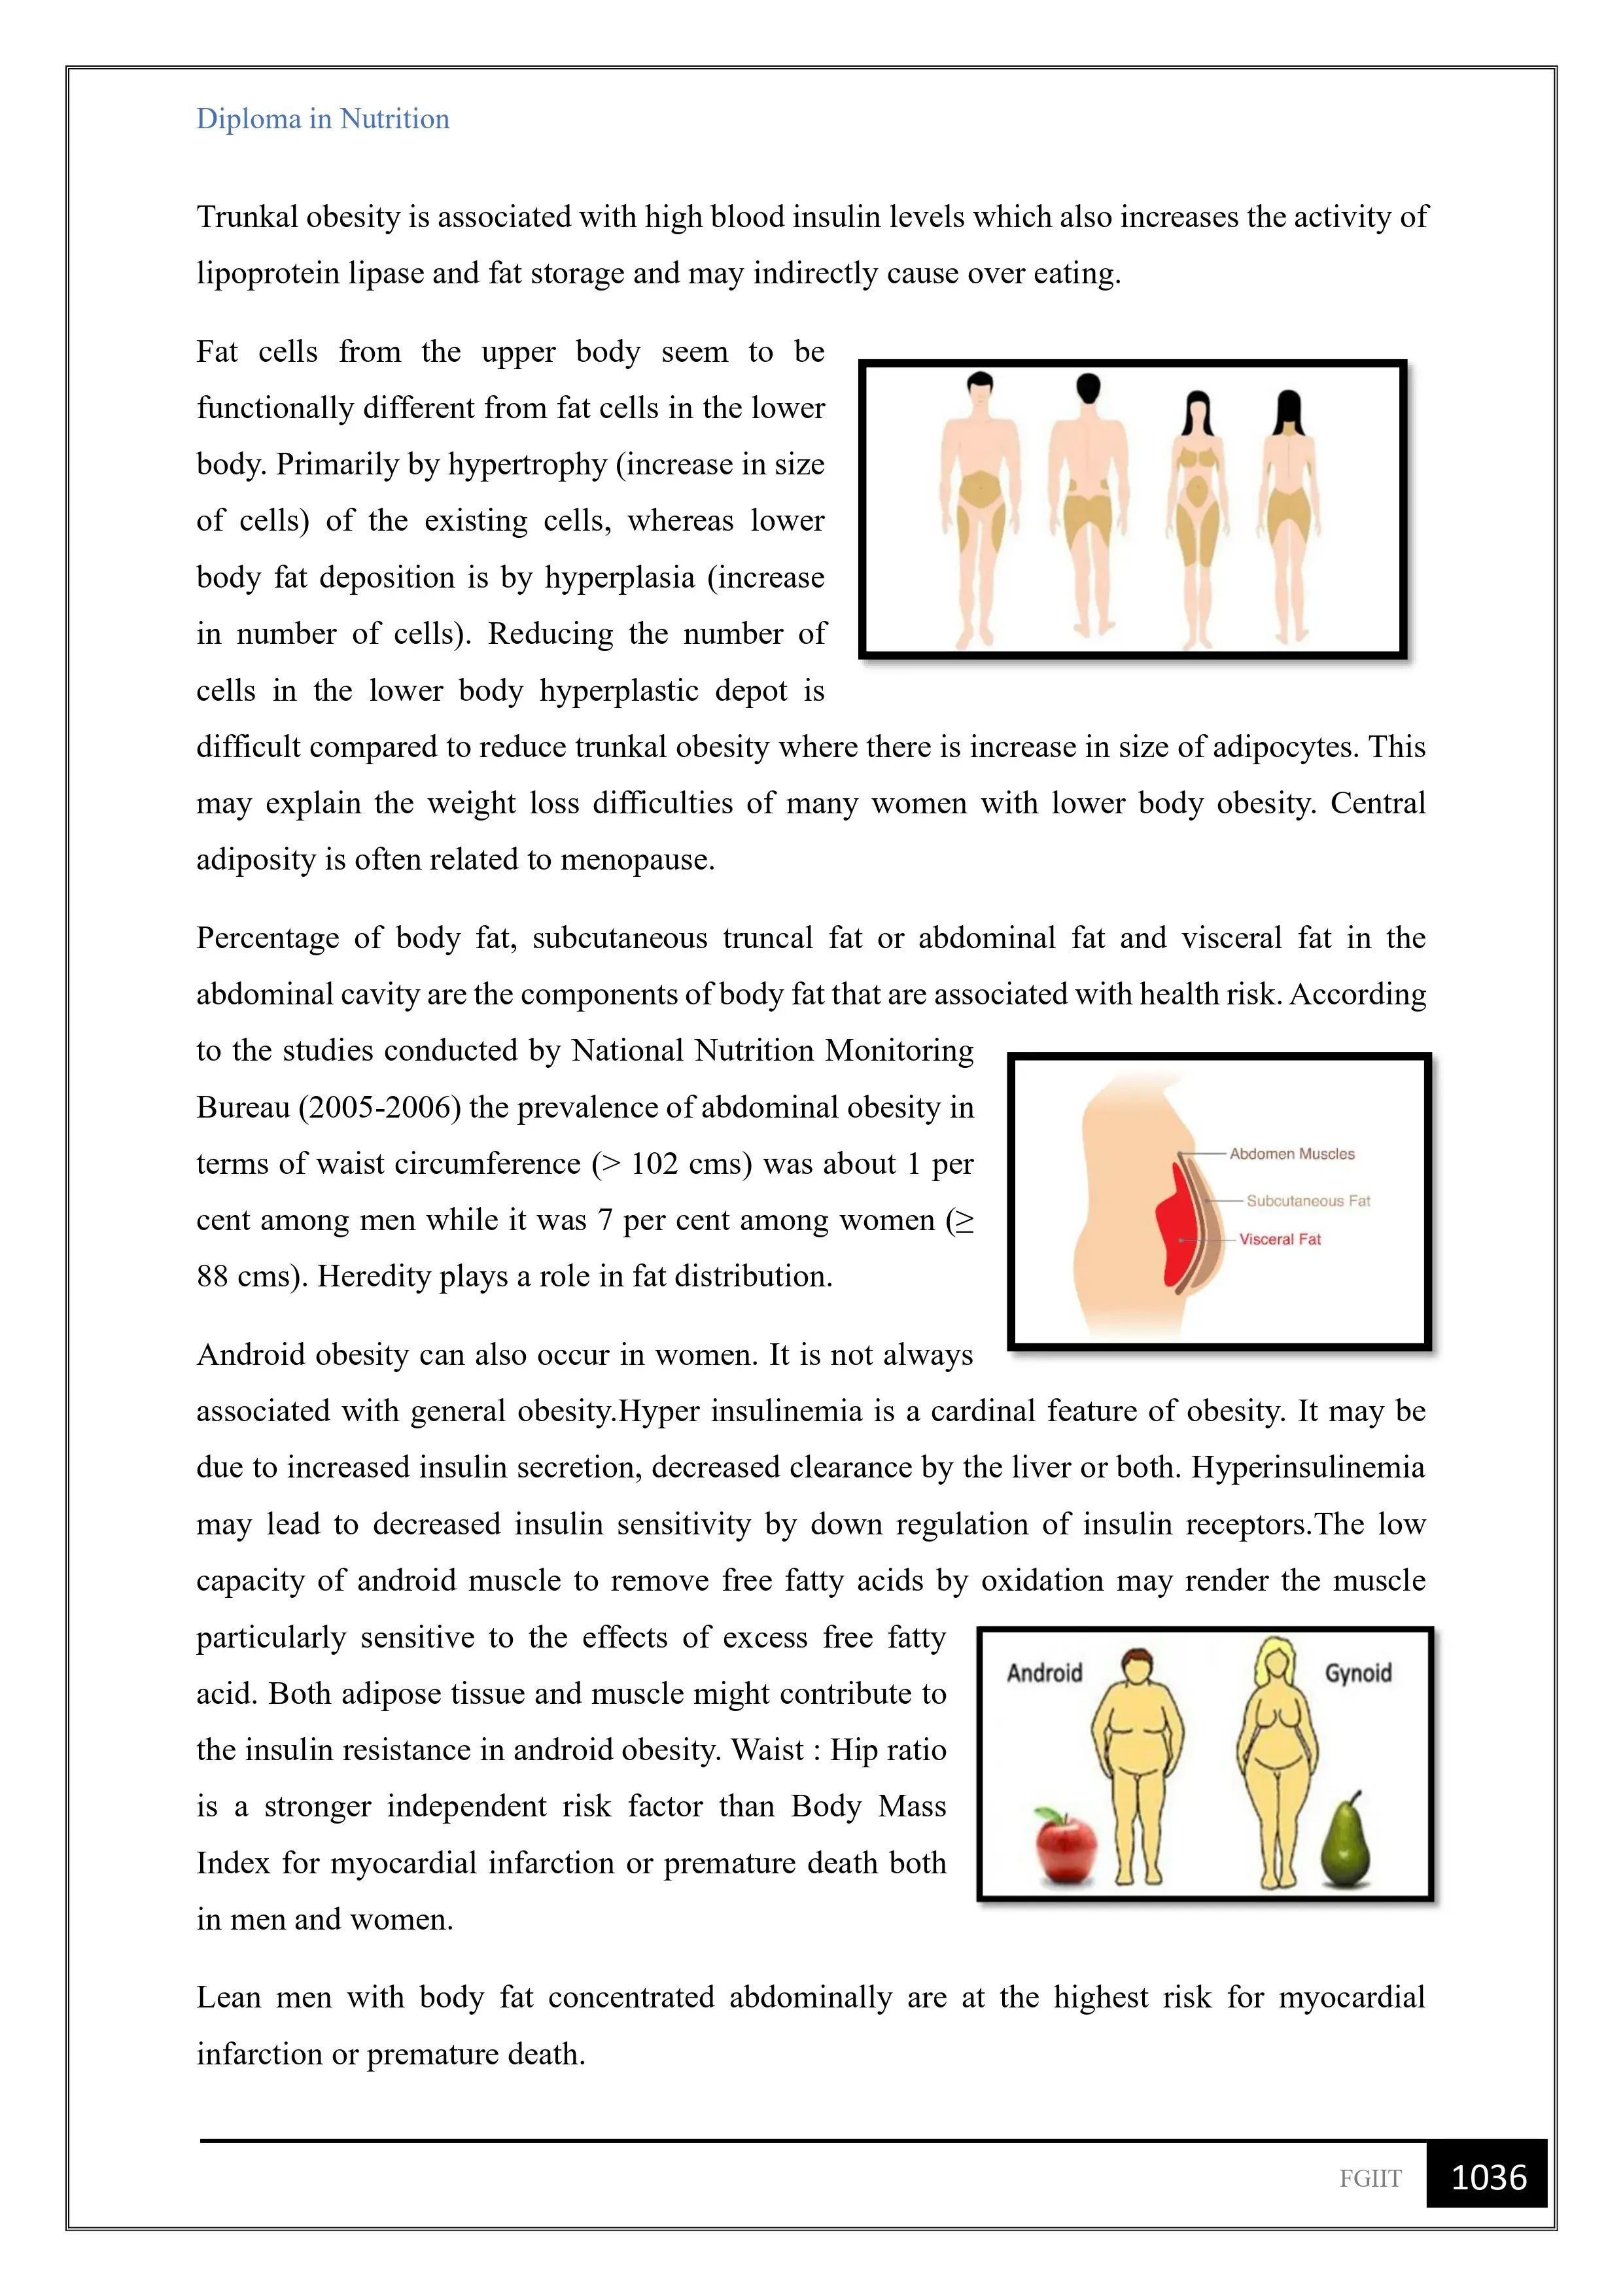 Diploma in Nutrition
Trunkal obesity is associated with high blood insulin levels which also increases the activity of
lipoprotein lipase and fat storage and may indirectly cause over eating.
Fat cells from the upper body seem to be
functionally different from fat cells in the lower
body. Primarily by hypertrophy (increase in size
of cells) of the existing cells, whereas lower
body fat deposition is by hyperplasia (increase
in number of cells). Reducing the number of
cells in the lower body hyperplastic depot is
difficult compared to reduce trunkal obesity where there is increase in size of adipocytes. This
may explain the weight loss difficulties of many women with lower body obesity. Central
adiposity is often related to menopause.
Percentage of body fat, subcutaneous truncal fat or abdominal fat and visceral fat in the
abdominal cavity are the components of body fat that are associated with health risk. According
to the studies conducted by National Nutrition Monitoring
Bureau (2005-2006) the prevalence of abdominal obesity in
terms of waist circumference (> 102 cms) was about 1 per
cent among men while it was 7 per cent among women (≥
88 cms). Heredity plays a role in fat distribution.
Abdomen Muscles
Subcutaneous Fat
Visceral Fat
Android obesity can also occur in women. It is not always
associated with general obesity.Hyper insulinemia is a cardinal feature of obesity. It may be
due to increased insulin secretion, decreased clearance by the liver or both. Hyperinsulinemia
may lead to decreased insulin sensitivity by down regulation of insulin receptors.The low
capacity of android muscle to remove free fatty acids by oxidation may render the muscle
particularly sensitive to the effects of excess free fatty
acid. Both adipose tissue and muscle might contribute to
the insulin resistance in android obesity. Waist : Hip ratio
is a stronger independent risk factor than Body Mass
Index for myocardial infarction or premature death both
in men and women.
Android
Gynoid
Lean men with body fat concentrated abdominally are at the highest risk for myocardial
infarction or premature death.
FGIIT
1036